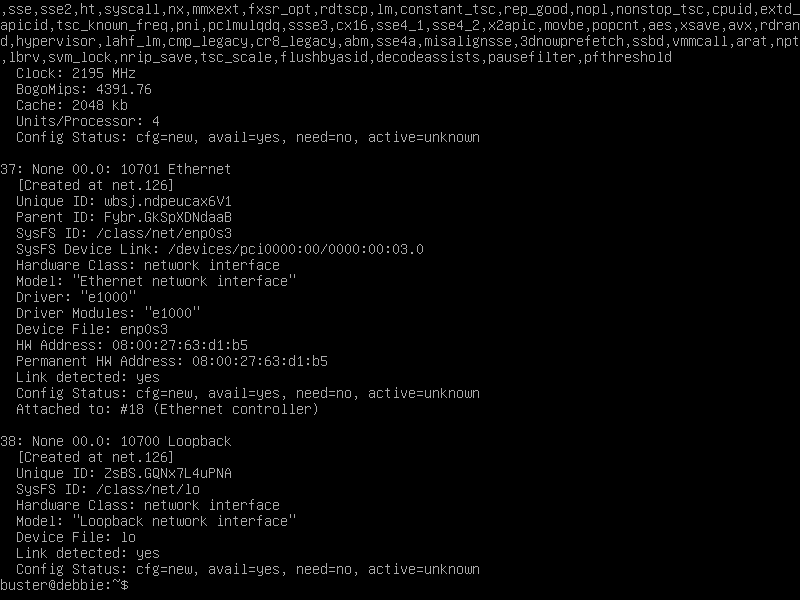 ,sse,sse2,ht,syscall,nx,mmxext,fxsr_opt,rdtscp,lm,constant_tsc,rep_good,nopl,nonstop_tsc,cpuid,extd_
apicid,tsc_known_freq,pni,pclmulqdq,ssse3,cx16,sse4_1,sse4_2,x2apic,movbe,popcnt,aes,xsave,avx,rdran
d,hypervisor,lahf_lm,cmp_legacy,cr8_legacy,abm,sse4a,misalignsse,3dnowprefetch,ssbd,vmmcall,arat,npt
,lbrv,svm_lock,nrip_save,tsc_scale,flushbyasid,decodeassists,pausefilter,pfthreshold
  Clock: 2195 MHz
  BogoMips: 4391.76
  Cache: 2048 kb
  Units/Processor: 4
  Config Status: cfg=new, avail=yes, need=no, active=unknown

37: None 00.0: 10701 Ethernet
  [Created at net.126]
  Unique ID: wbsj.ndpeucax6V1
  Parent ID: Fybr.GkSpXDNdaaB
  SysFS ID: /class/net/enp0s3
  SysFS Device Link: /devices/pci0000:00/0000:00:03.0
  Hardware Class: network interface
  Model: "Ethernet network interface"
  Driver: "e1000"
  Driver Modules: "e1000"
  Device File: enp0s3
  HW Address: 08:00:27:63:d1:b5
  Permanent HW Address: 08:00:27:63:d1:b5
  Link detected: yes
  Config Status: cfg=new, avail=yes, need=no, active=unknown
  Attached to: #18 (Ethernet controller)

38: None 00.0: 10700 Loopback
  [Created at net.126]
  Unique ID: ZsBS.GQNx7L4uPNA
  SysFS ID: /class/net/lo
  Hardware Class: network interface
  Model: "Loopback network interface"
  Device File: lo
  Link detected: yes
  Config Status: cfg=new, avail=yes, need=no, active=unknown
buster@debbie:~$